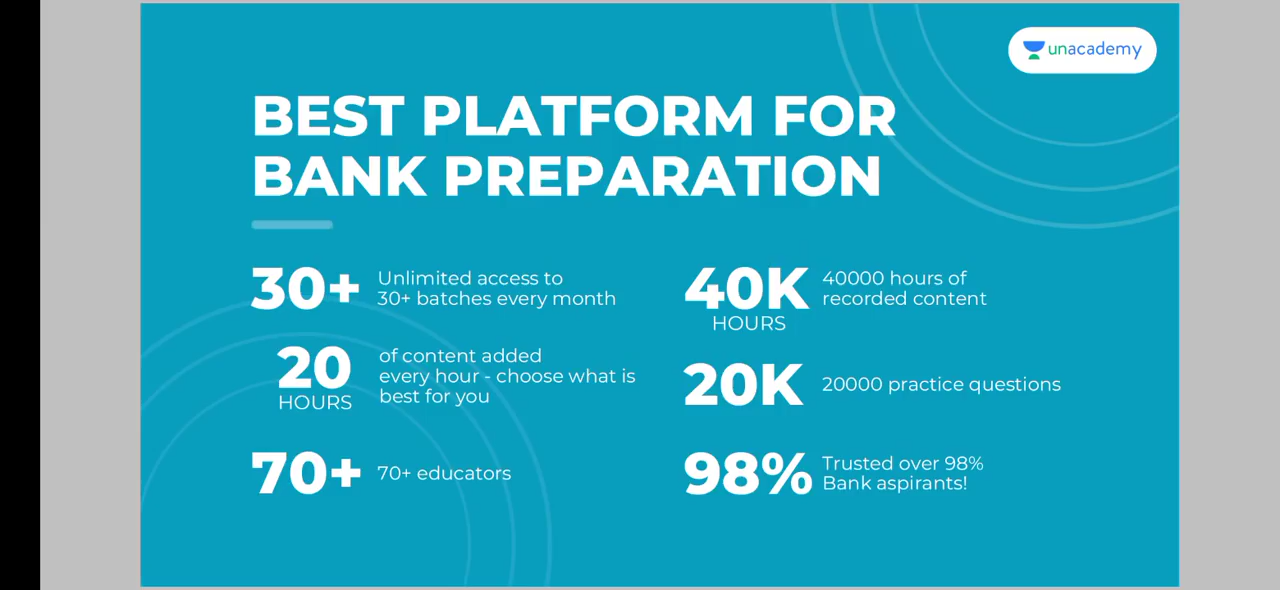 unacademy
BEST PLATFORM FOR
BANK PREPARATION
30+
Unlimited access to
30+ batches every month
20
HOURS
of content added
every hour - choose what is
best for you
70+
70+ educators
40K
HOURS
40000 hours of
recorded content
20K
20000 practice questions
98%
Trusted over 98%
Bank aspirants!